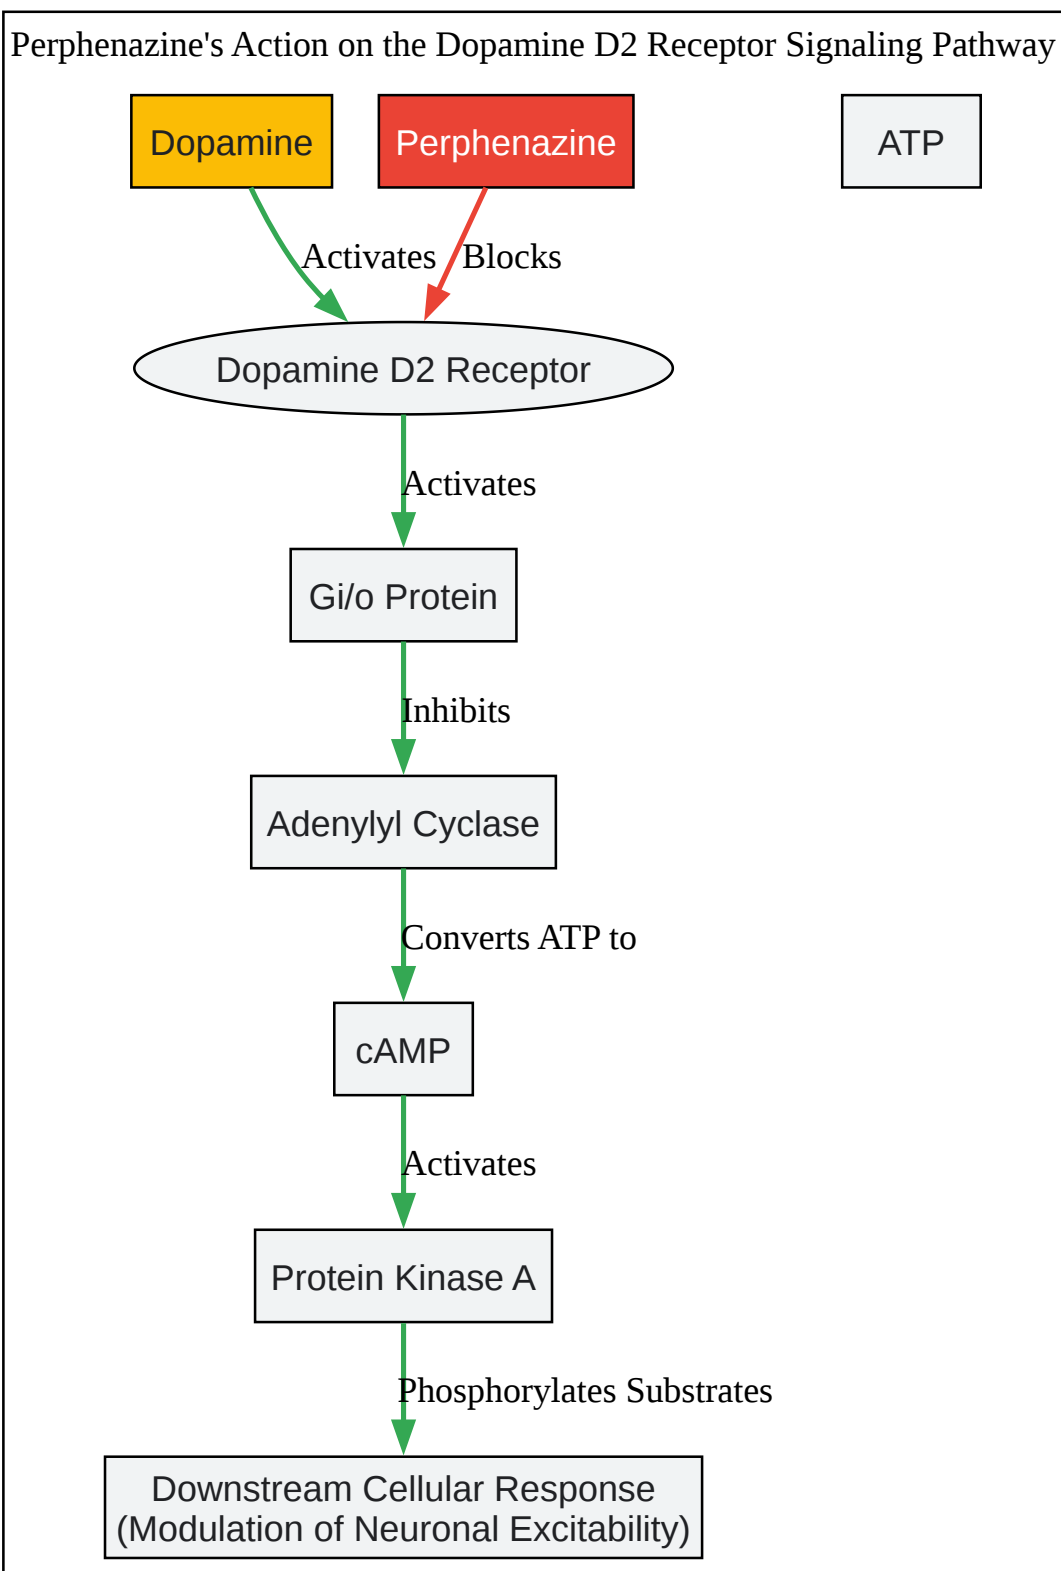 Perphenazine's Action on the Dopamine D2 Receptor Signaling Pathway
Dopamine
Perphenazine
ATP
Activates
Blocks
Dopamine D2 Receptor
Activates
Gi/o Protein
Inhibits
Adenylyl Cyclase
Converts ATP to
cAMP
Activates
Protein Kinase A
Phosphorylates Substrates
Downstream Cellular Response
(Modulation of Neuronal Excitability)